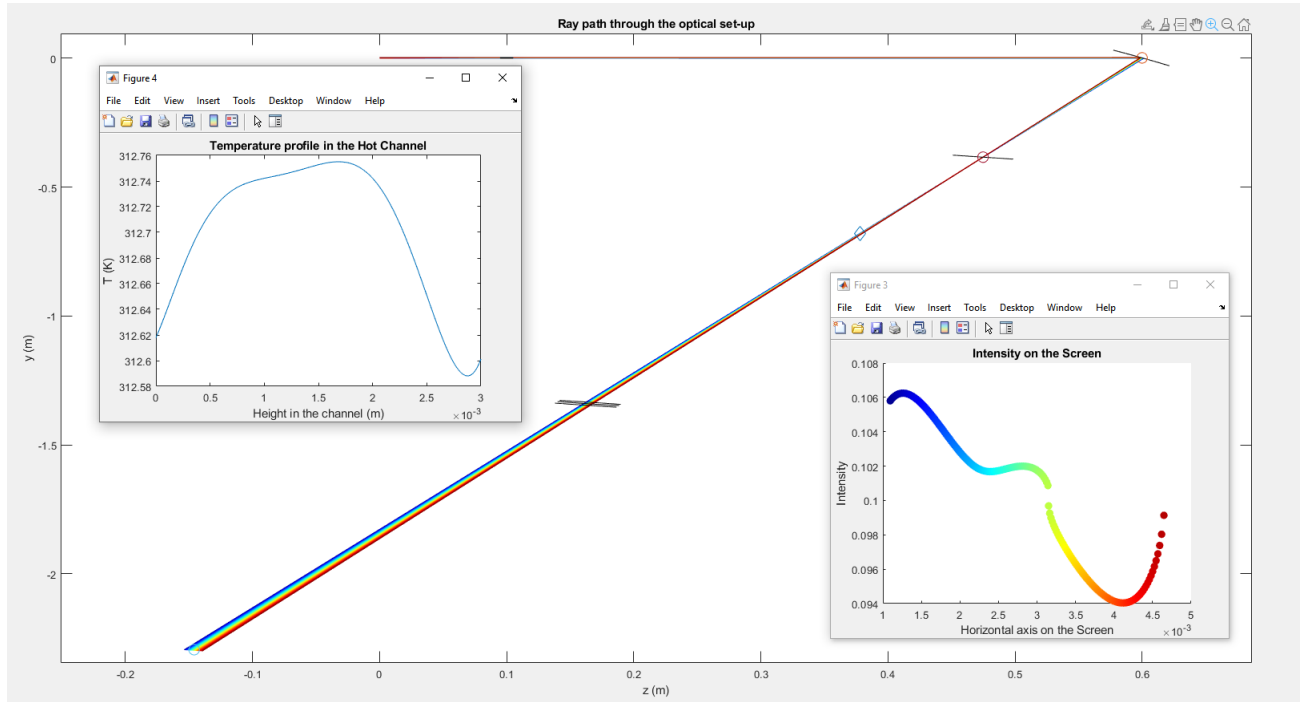 Ray path through the optical set-up
0
-0.5
-1
-1.5
-2
y (m)
-0.2
-0.1
0
0.1
0.2
0.3
0.4
0.5
0.6
z (m)
Figure 4
File Edit View Insert Tools Desktop Window Help
Temperature profile in the Hot Channel
312.76
312.74
312.72
312.7
312.68
312.66
312.64
312.62
312.6
312.58
T (K)
0 0.5 1 1.5 2 2.5 3
Height in the channel (m) ×10⁻³
Figure 3
File Edit View Insert Tools Desktop Window Help
Intensity on the Screen
0.108
0.106
0.104
0.102
0.1
0.098
0.096
0.094
Intensity
1 1.5 2 2.5 3 3.5 4 4.5 5
Horizontal axis on the Screen ×10⁻³